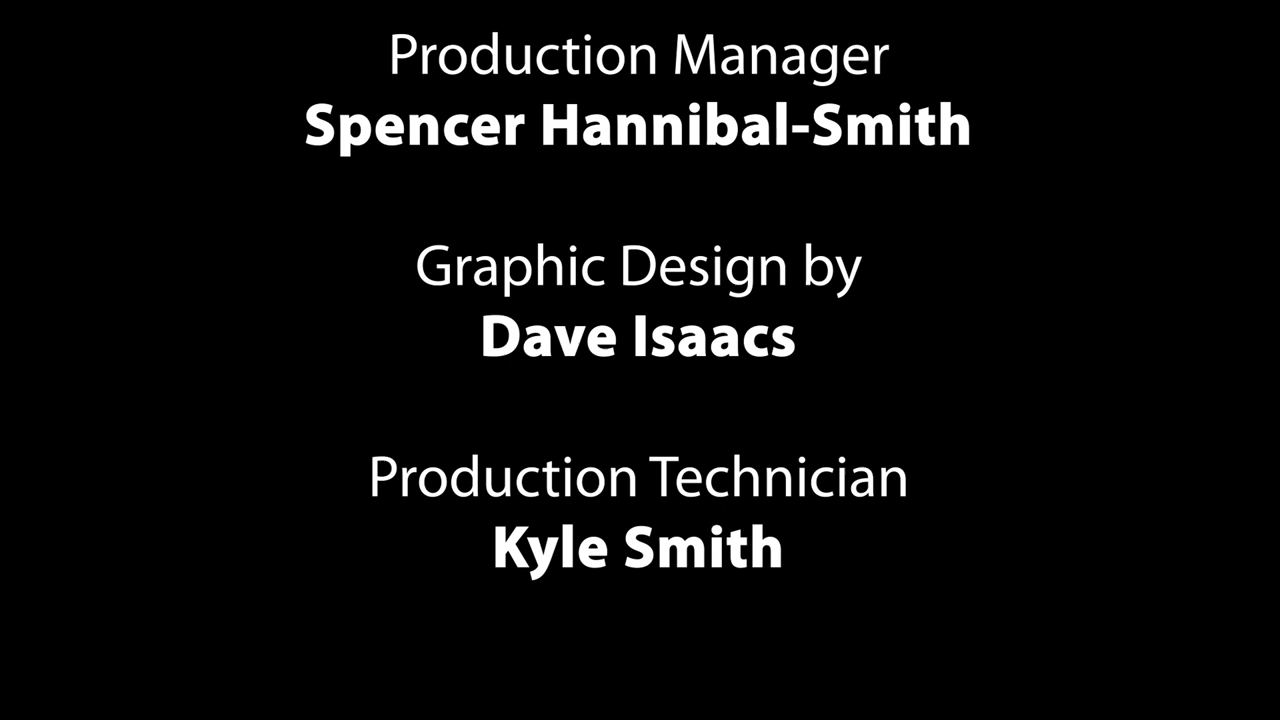 Production Manager
Spencer Hannibal-Smith
Graphic Design by
Dave Isaacs
Production Technician
Kyle Smith